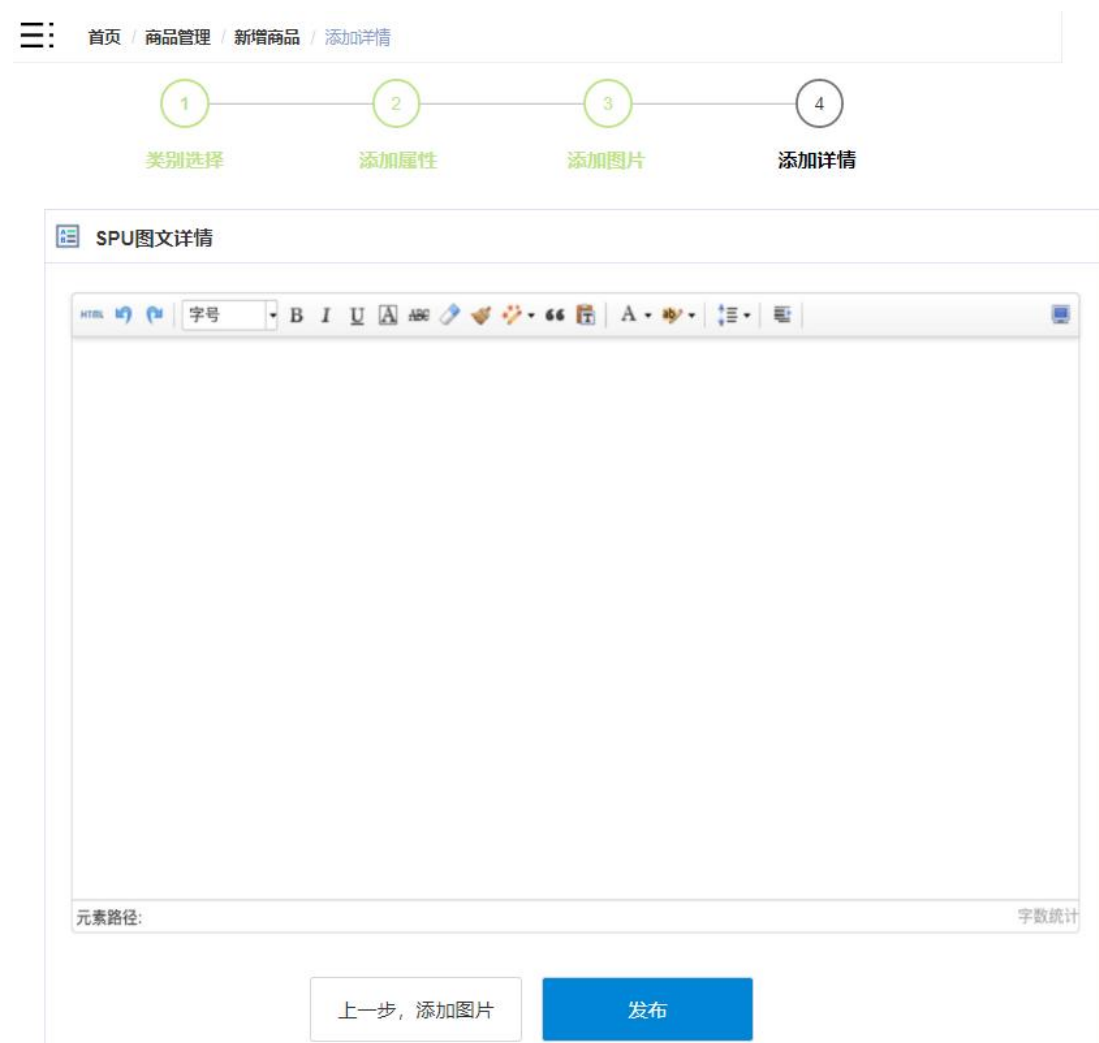 首页 / 商品管理 / 新增商品 / 添加详情
1 2 3 4
类别选择 添加属性 添加图片 添加详情
SPU图文详情
HTML 字号 B I U A ABC 66 T A ab
元素路径: 字数统计
上一步, 添加图片 发布